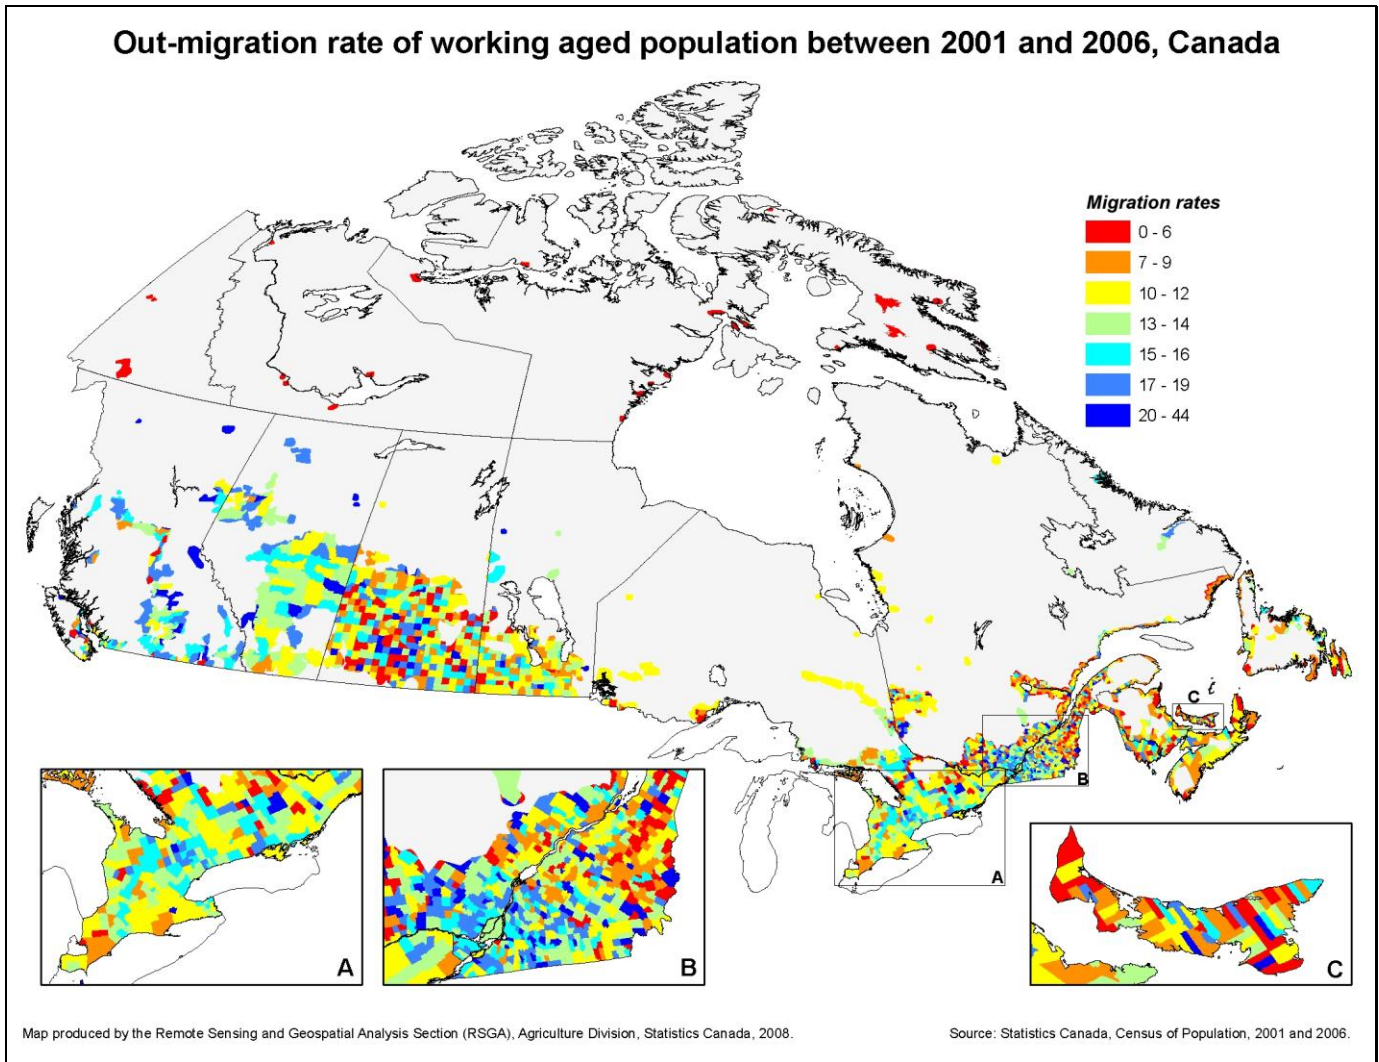 Out-migration rate of working aged population between 2001 and 2006, Canada
Migration rates
0 - 6
7 - 9
10 - 12
13 - 14
15 - 16
17 - 19
20 - 44
C
B
A
A
B
C
Map produced by the Remote Sensing and Geospatial Analysis Section (RSGA), Agriculture Division, Statistics Canada, 2008.
Source: Statistics Canada, Census of Population, 2001 and 2006.